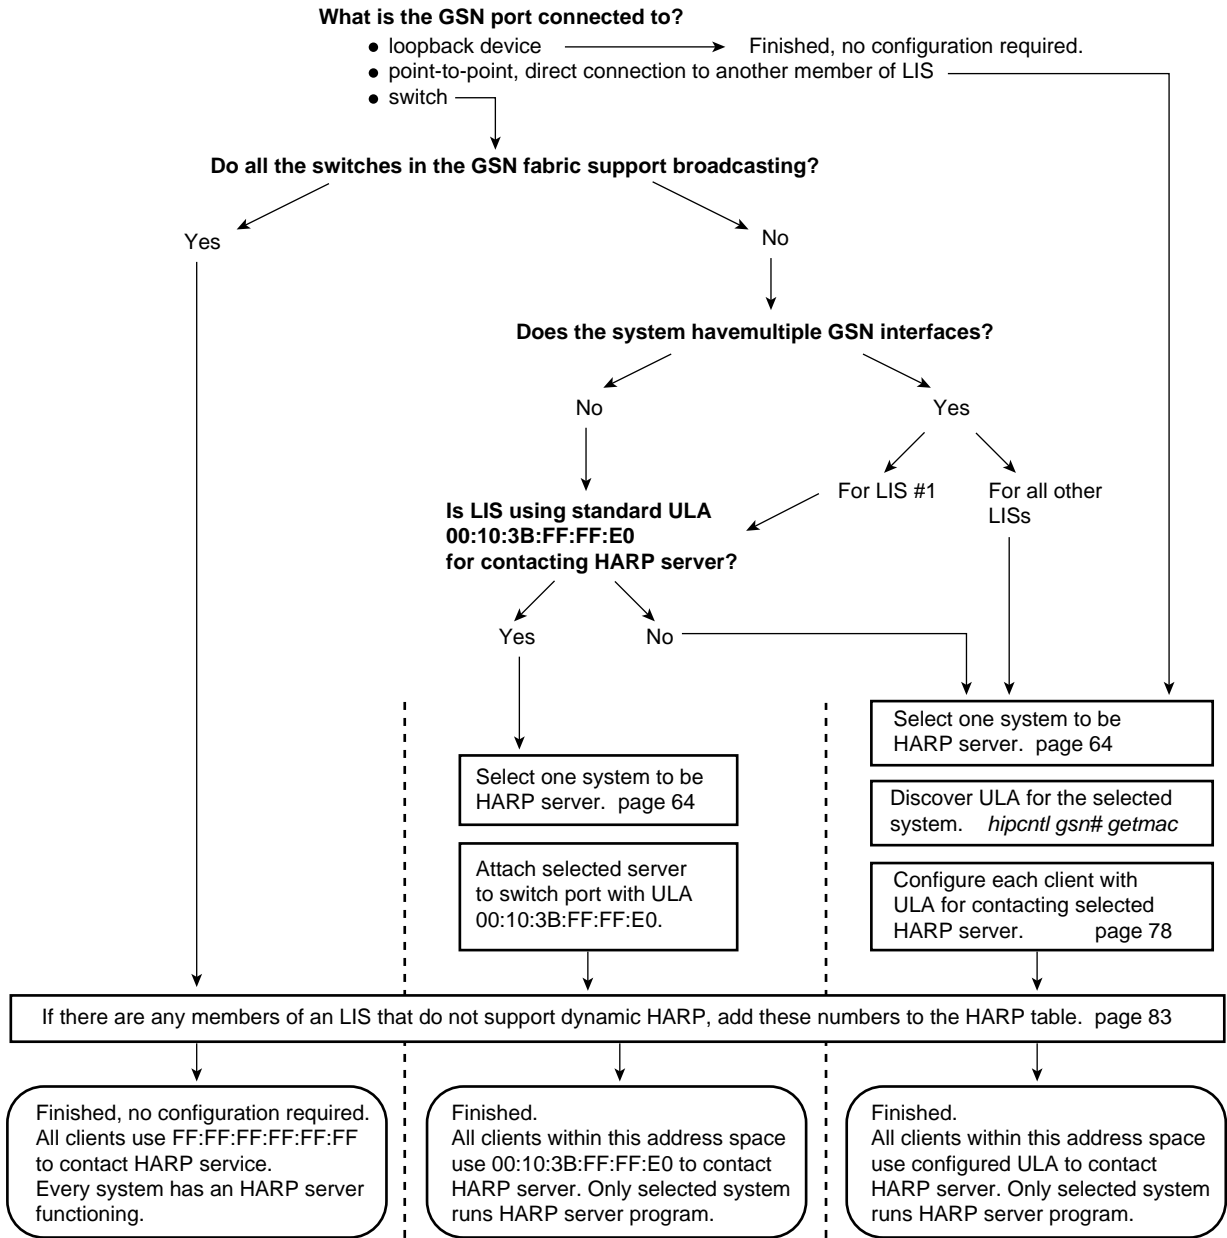 What is the GSN port connected to?
● loopback device
Finished, no configuration required.
● point-to-point, direct connection to another member of LIS
● switch
Do all the switches in the GSN fabric support broadcasting?
Yes
No
Does the system havemultiple GSN interfaces?
No
Yes
For LIS #1
For all other
LISs
Is LIS using standard ULA
00:10:3B:FF:FF:E0
for contacting HARP server?
Yes
No
Select one system to be
HARP server. page 64
Attach selected server
to switch port with ULA
00:10:3B:FF:FF:E0.
Select one system to be
HARP server. page 64
Discover ULA for the selected
system. hipcntl gsn# getmac
Configure each client with
ULA for contacting selected
HARP server. page 78
If there are any members of an LIS that do not support dynamic HARP, add these numbers to the HARP table. page 83
Finished, no configuration required.
All clients use FF:FF:FF:FF:FF:FF
to contact HARP service.
Every system has an HARP server
functioning.
Finished.
All clients within this address space
use 00:10:3B:FF:FF:E0 to contact
HARP server. Only selected system
runs HARP server program.
Finished.
All clients within this address space
use configured ULA to contact
HARP server. Only selected system
runs HARP server program.